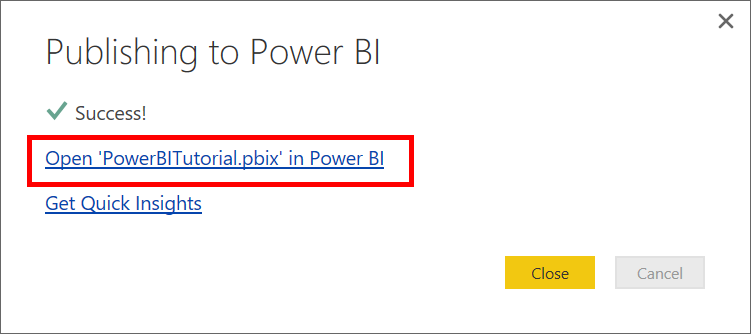 Publishing to Power BI
Success!
Open 'PowerBITutorial.pbix' in Power BI
Get Quick Insights
Close
Cancel